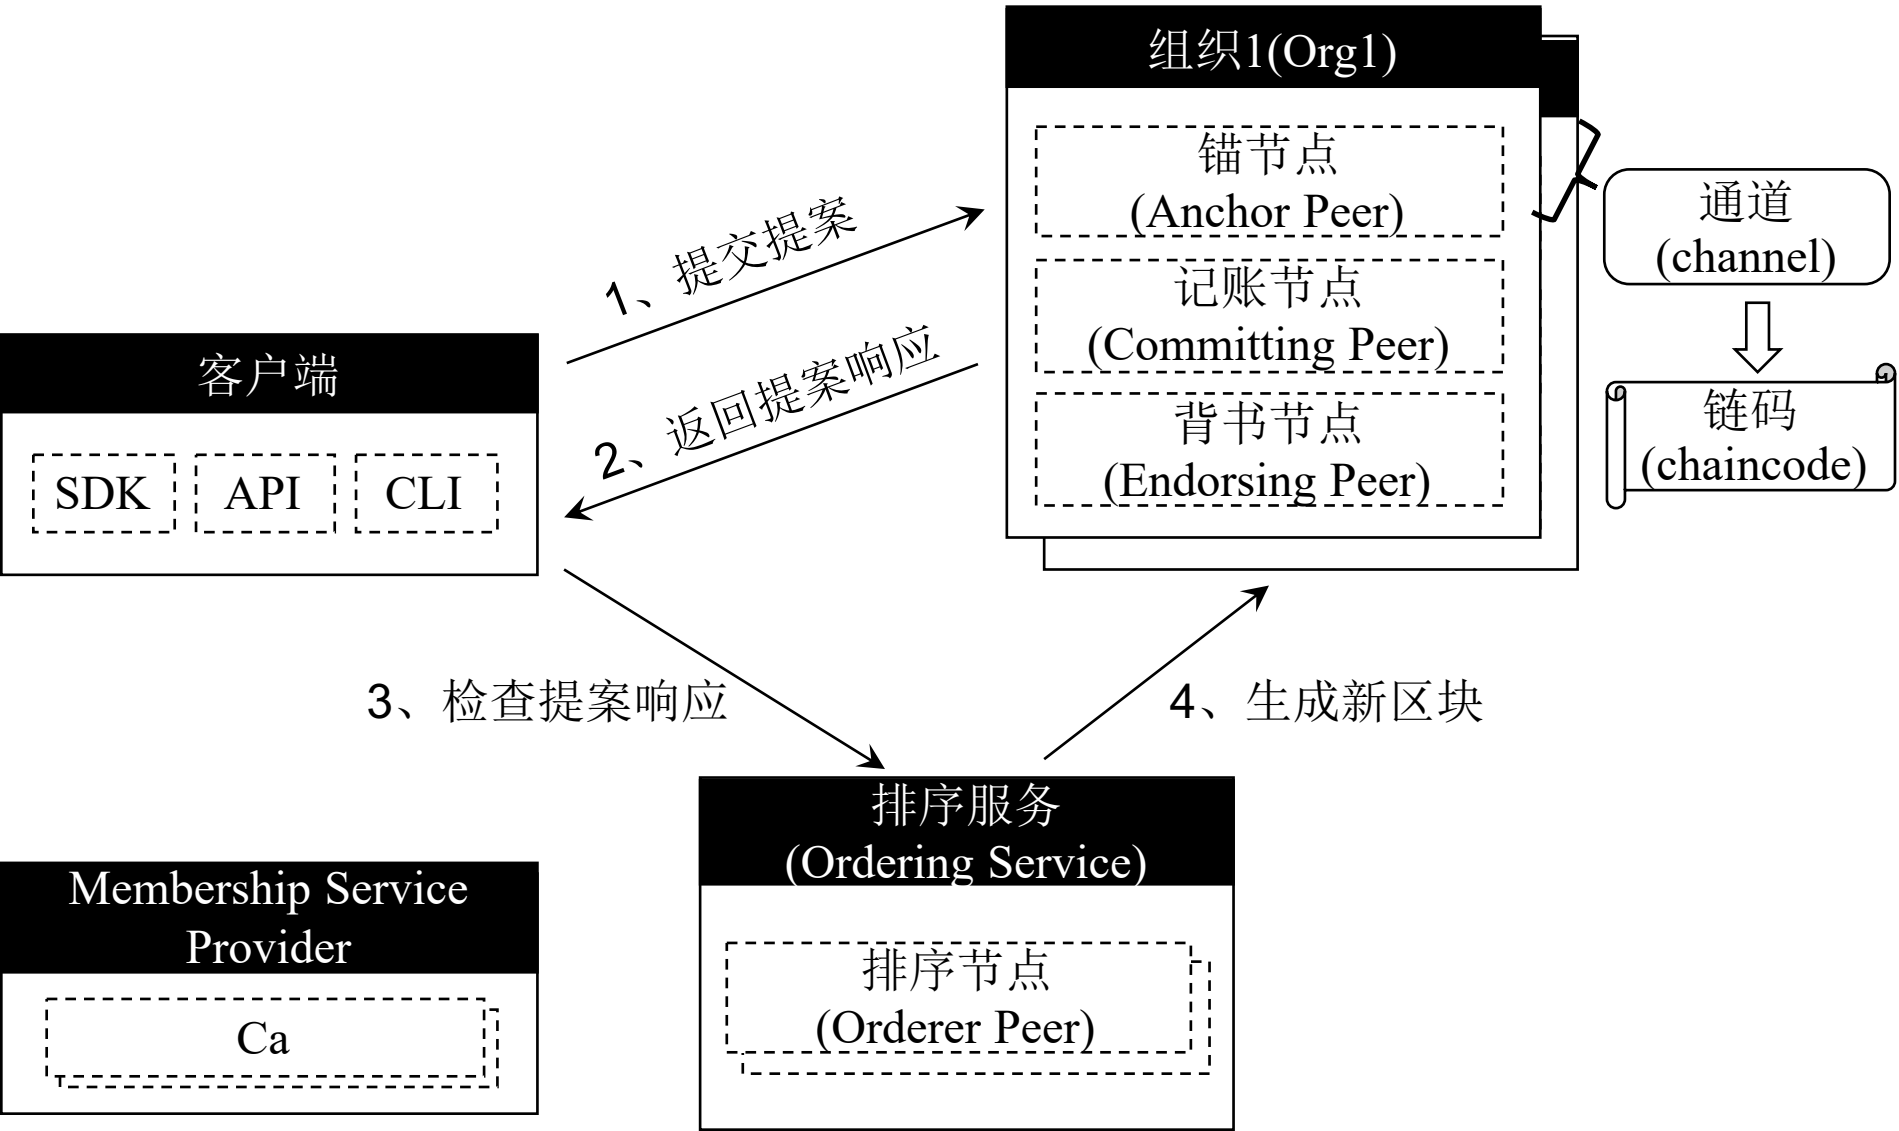 组织1(Org1)
锚节点
(Anchor Peer)
记账节点
(Committing Peer)
背书节点
(Endorsing Peer)
通道
(channel)
链码
(chaincode)
1、提交提案
2、返回提案响应
客户端
SDK
API
CLI
3、检查提案响应
4、生成新区块
排序服务
(Ordering Service)
排序节点
(Orderer Peer)
Membership Service
Provider
Ca